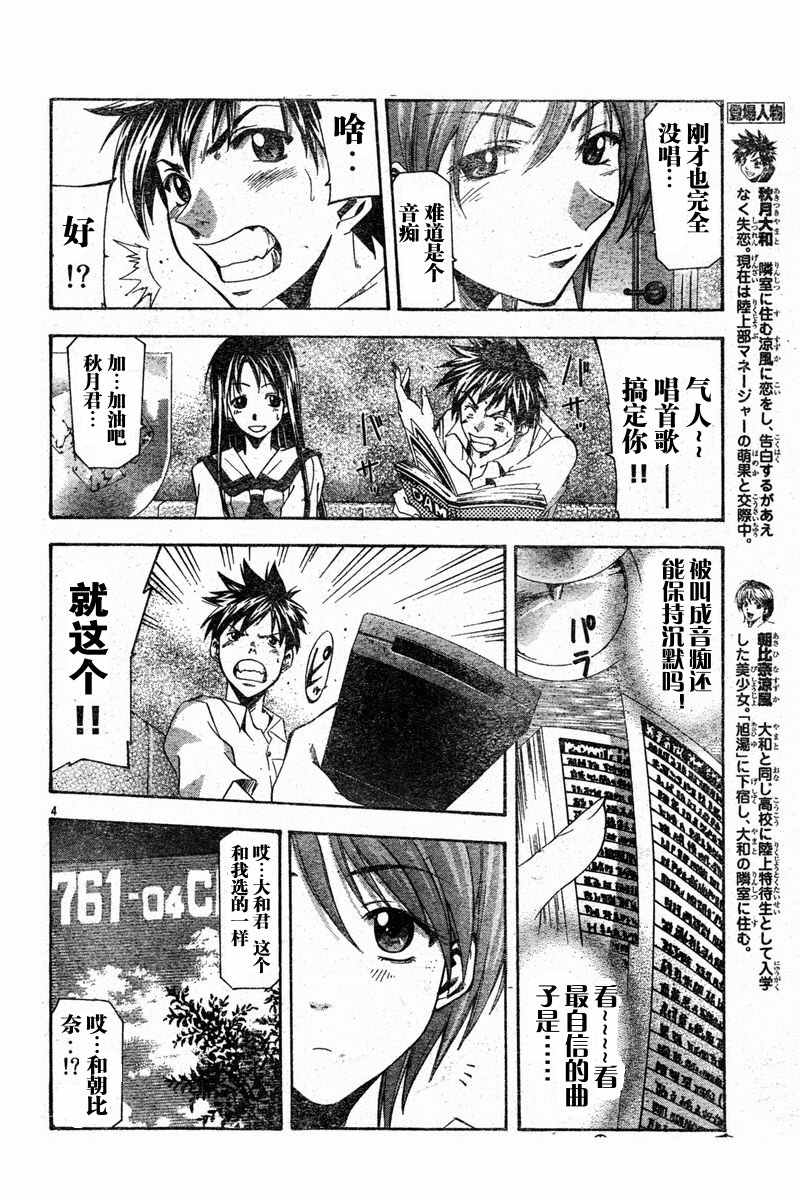 登場人物
秋月大和 隣室に住む涼風に恋をし、告白するがあえ
なく失恋。現在は陸上部マネージャーの萌果と交際中。
朝比奈涼風 大和と同じ高校に陸上特待生として入学
した美少女。「旭湯」に下宿し、大和の隣室に住む。
刚才也完全
没唱…
难道是个
音痴
啥…
好!?
气人~
唱首歌——
搞定你!!
加…加油吧
秋月君…
DAM
被叫成音痴还
能保持沉默吗!
パラ
看~~~~看
最自信的曲
子是……
就这个!!
4
哎…大和君 这个
和我选的一样
哎…和朝比
奈…!?
761-04C